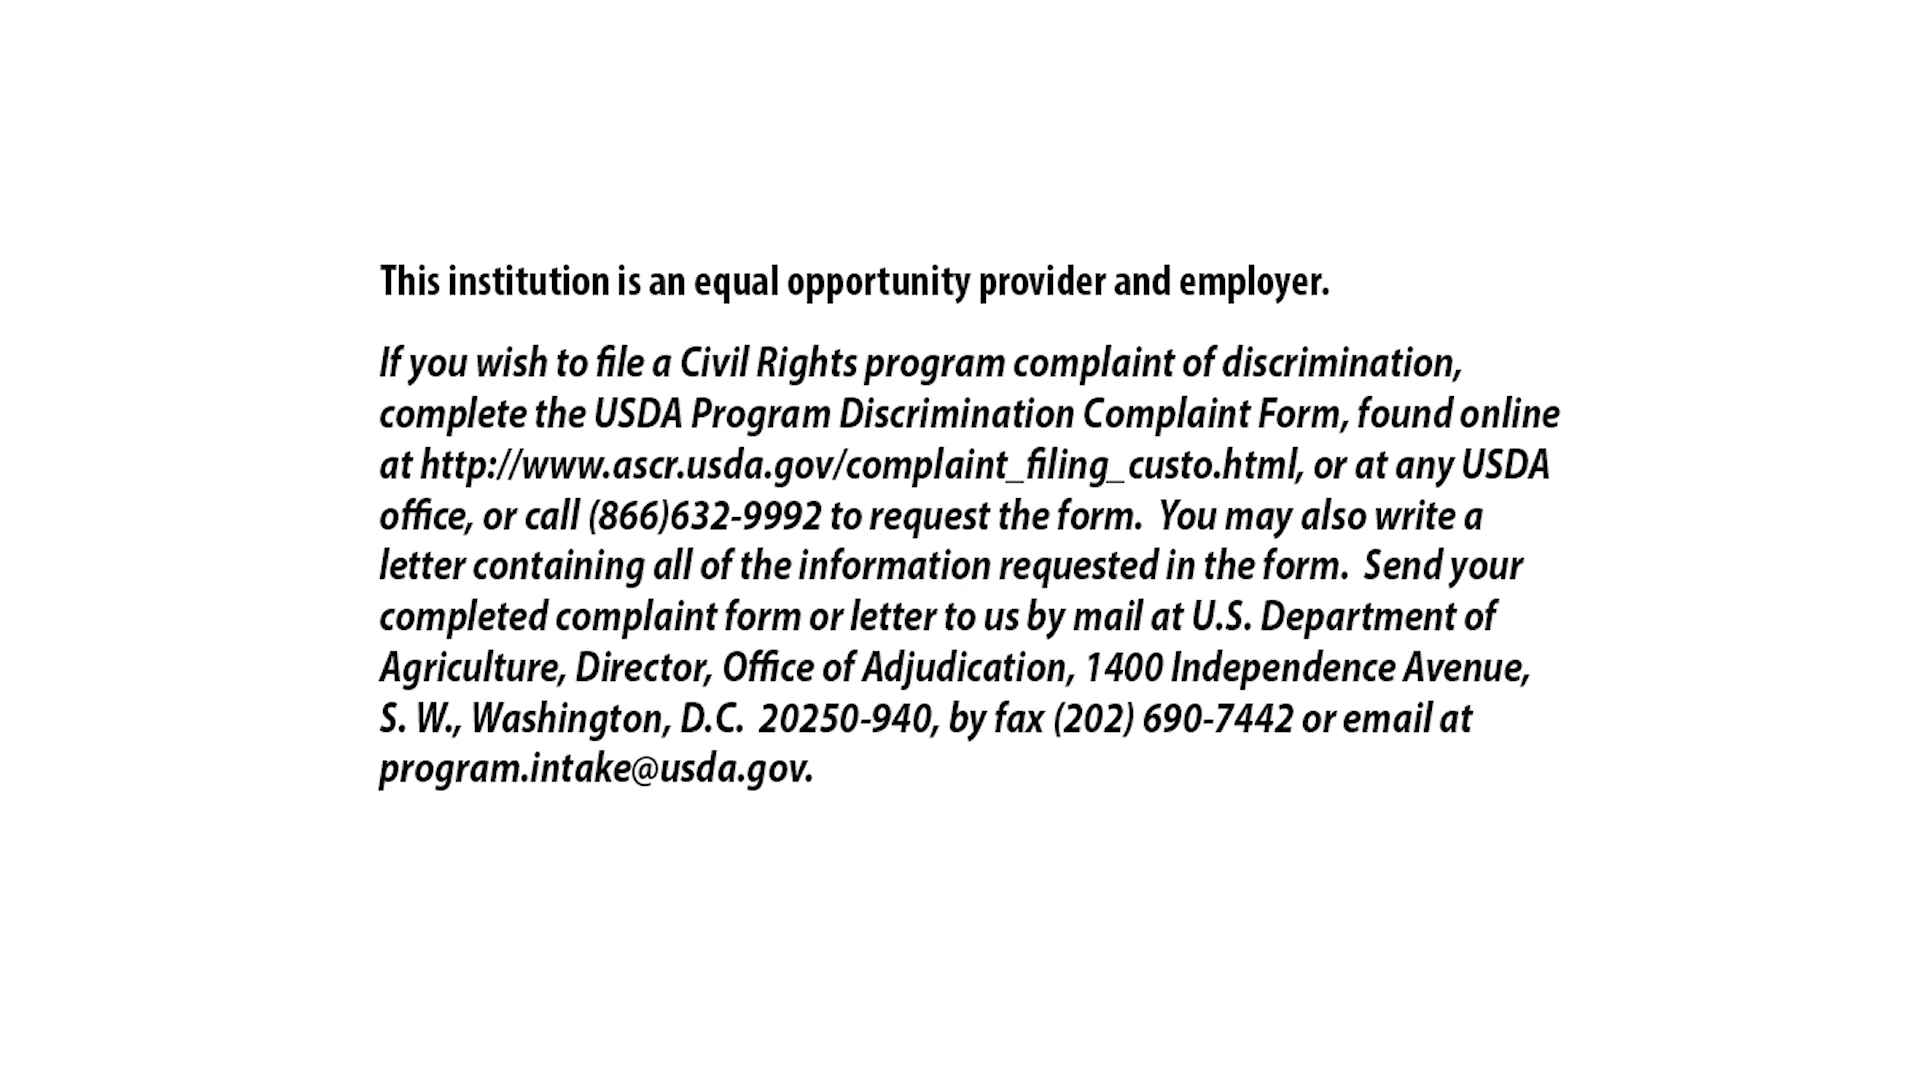 This institution is an equal opportunity provider and employer.
If you wish to file a Civil Rights program complaint of discrimination,
complete the USDA Program Discrimination Complaint Form, found online
at http://www.ascr.usda.gov/complaint_filing_custo.html, or at any USDA
office, or call (866)632-9992 to request the form.  You may also write a
letter containing all of the information requested in the form.  Send your
completed complaint form or letter to us by mail at U.S. Department of
Agriculture, Director, Office of Adjudication, 1400 Independence Avenue,
S. W., Washington, D.C.  20250-940, by fax (202) 690-7442 or email at
program.intake@usda.gov.